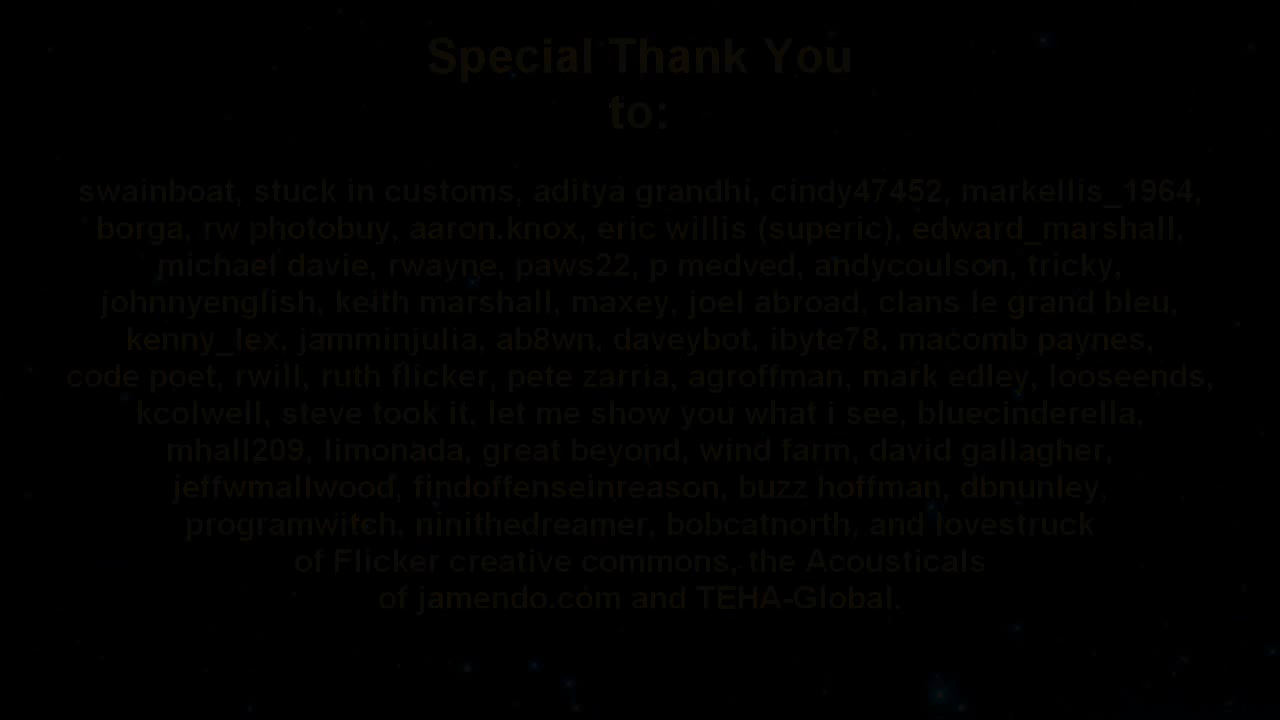 Special Thank You
to:
swainboat, stuck in customs, aditya grandhi, cindy47452, markellis_1964,
borga, rw photobuy, aaron.knox, eric willis (superic), edward_marshall,
michael davie, rwayne, paws22, p medved, andycoulson, tricky,
johnnyenglish, keith marshall, maxey, joel abroad, clans le grand bleu,
kenny_lex, jamminjulia, ab8wn, daveybot, ibyte78, macomb paynes,
code poet, rwill, ruth flicker, pete zarria, agroffman, mark edley, looseends,
kcolwell, steve took it, let me show you what i see, bluecinderella,
mhall209, limonada, great beyond, wind farm, david gallagher,
jeffwmallwood, findoffenseinreason, buzz hoffman, dbnunley,
programwitch, ninithedreamer, bobcatnorth, and lovestruck
of Flicker creative commons, the Acousticals
of jamendo.com and TEHA-Global.